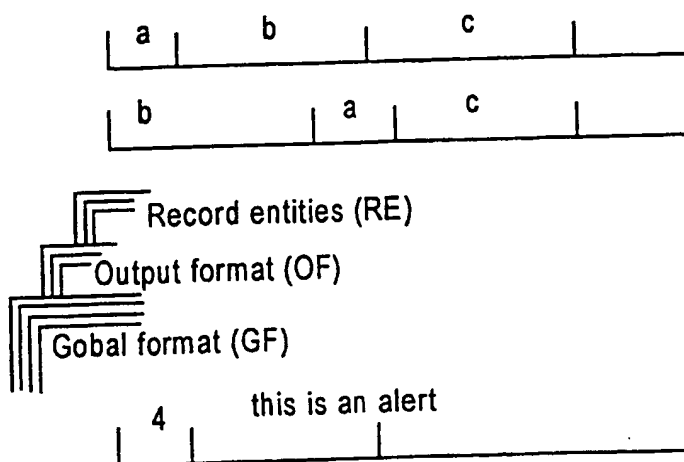 a b c
b a c
Record entities (RE)
Output format (OF)
Gobal format (GF)
4 this is an alert